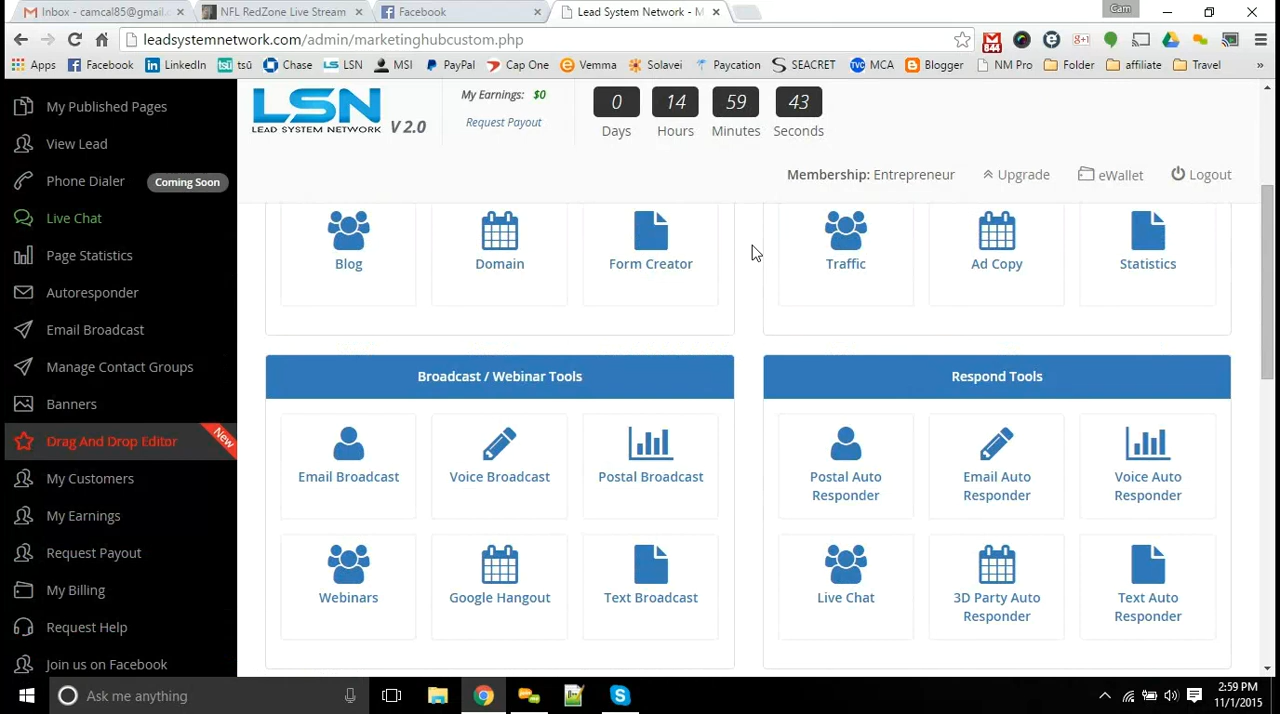 Inbox - camcal85@gmail.c
NFL RedZone Live Stream
Facebook
Lead System Network - M
Cam
leadsystemnetwork.com/admin/marketinghubcustom.php
844
Apps
Facebook
LinkedIn
tsū
Chase
LSN
MSI
PayPal
Cap One
Vemma
Solavei
Paycation
SEACRET
TVC
MCA
Blogger
NM Pro
Folder
affiliate
Travel
»
My Published Pages
View Lead
Phone Dialer
Coming Soon
Live Chat
Page Statistics
Autoresponder
Email Broadcast
Manage Contact Groups
Banners
Drag And Drop Editor
New
My Customers
My Earnings
Request Payout
My Billing
Request Help
Join us on Facebook
LSN
LEAD SYSTEM NETWORK
V 2.0
My Earnings: $0
Request Payout
0 14 59 43
Days Hours Minutes Seconds
Membership: Entrepreneur
Upgrade
eWallet
Logout
Blog
Domain
Form Creator
Traffic
Ad Copy
Statistics
Broadcast / Webinar Tools
Email Broadcast
Voice Broadcast
Postal Broadcast
Webinars
Google Hangout
Text Broadcast
Respond Tools
Postal Auto
Responder
Email Auto
Responder
Voice Auto
Responder
Live Chat
3D Party Auto
Responder
Text Auto
Responder
Ask me anything
2:59 PM
11/1/2015